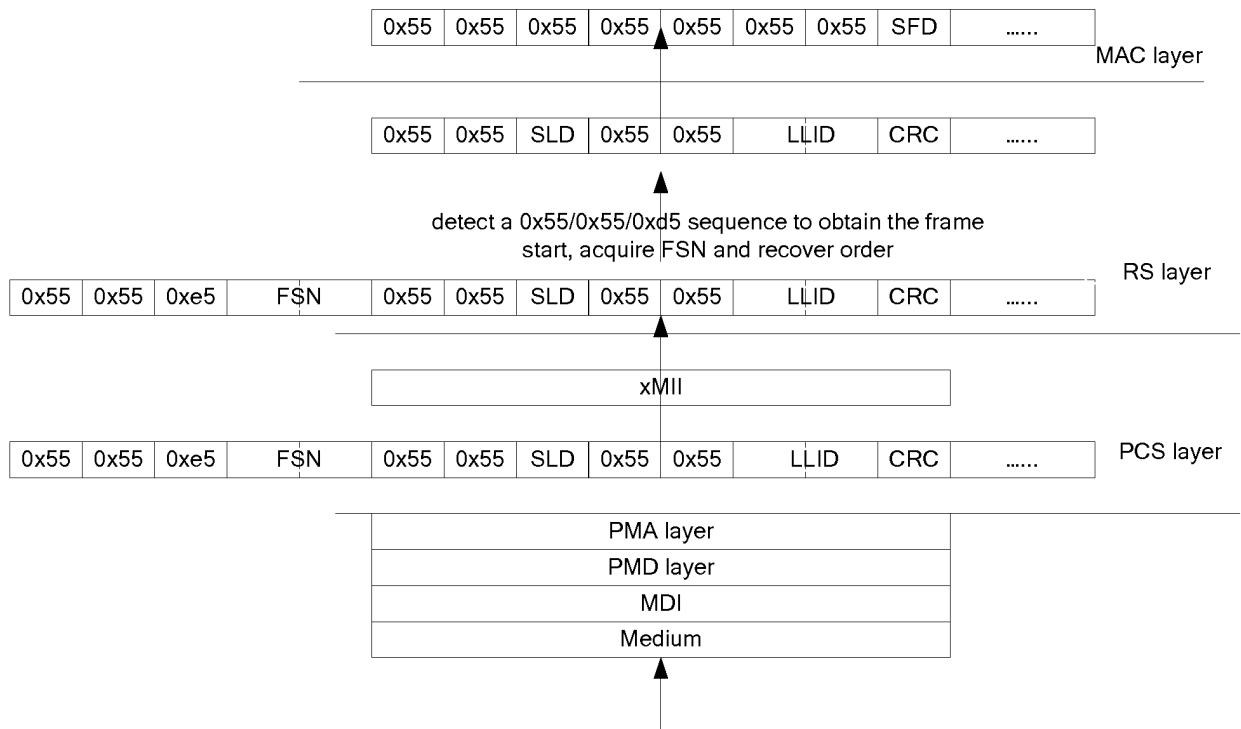 0x55 0x55 0x55 0x55 0x55 0x55 0x55 SFD ......
MAC layer
0x55 0x55 SLD 0x55 0x55 LLID CRC ......
detect a 0x55/0x55/0xd5 sequence to obtain the frame
start, acquire FSN and recover order
RS layer
0x55 0x55 0xe5 FSN 0x55 0x55 SLD 0x55 0x55 LLID CRC ......
xMII
0x55 0x55 0xe5 FSN 0x55 0x55 SLD 0x55 0x55 LLID CRC ......
PCS layer
PMA layer
PMD layer
MDI
Medium